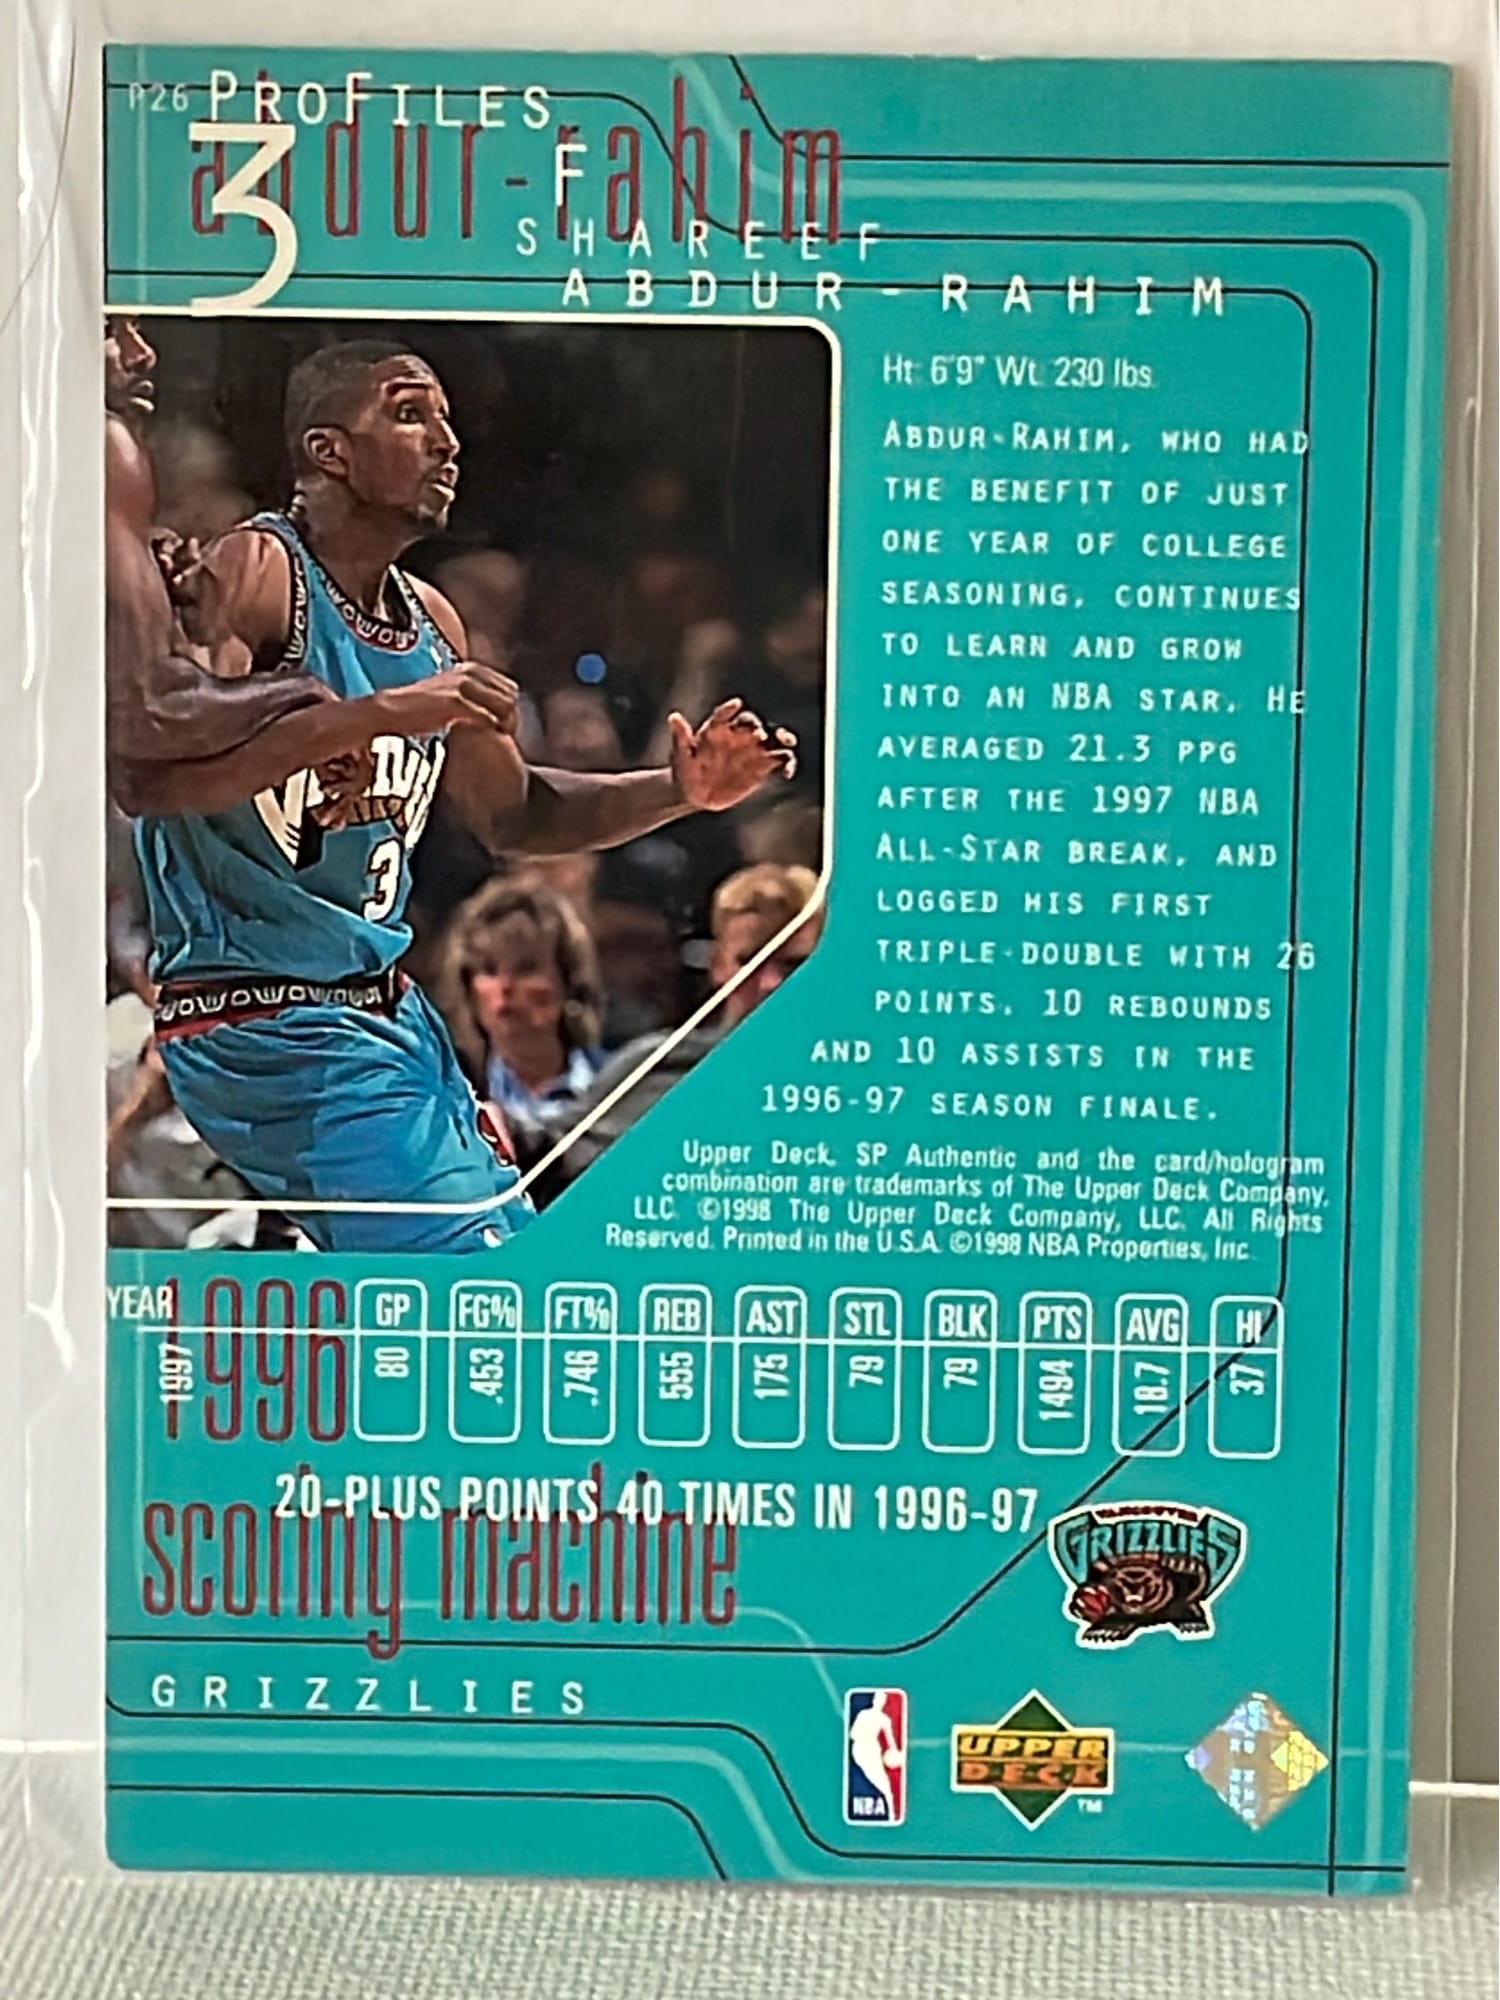 P26 PROFILES
abdur-rahim
3
F
SHAREEF
ABDUR-RAHIM
Ht: 6'9" Wt: 230 lbs.
ABDUR-RAHIM, WHO HAD
THE BENEFIT OF JUST
ONE YEAR OF COLLEGE
SEASONING, CONTINUES
TO LEARN AND GROW
INTO AN NBA STAR. HE
AVERAGED 21.3 PPG
AFTER THE 1997 NBA
ALL-STAR BREAK, AND
LOGGED HIS FIRST
TRIPLE-DOUBLE WITH 26
POINTS, 10 REBOUNDS
AND 10 ASSISTS IN THE
1996-97 SEASON FINALE.
3
Upper Deck, SP Authentic and the card/hologram
combination are trademarks of The Upper Deck Company,
LLC. ©1998 The Upper Deck Company, LLC. All Rights
Reserved. Printed in the U.S.A. ©1998 NBA Properties, Inc.
YEAR GP FG% FT% REB AST STL BLK PTS AVG HI
1996
1997 80 .453 .746 555 175 79 79 1494 18.7 37
20-PLUS POINTS 40 TIMES IN 1996-97
scoring machine
VANCOUVER
GRIZZLIES
GRIZZLIES
NBA
UPPER
DECK
TM